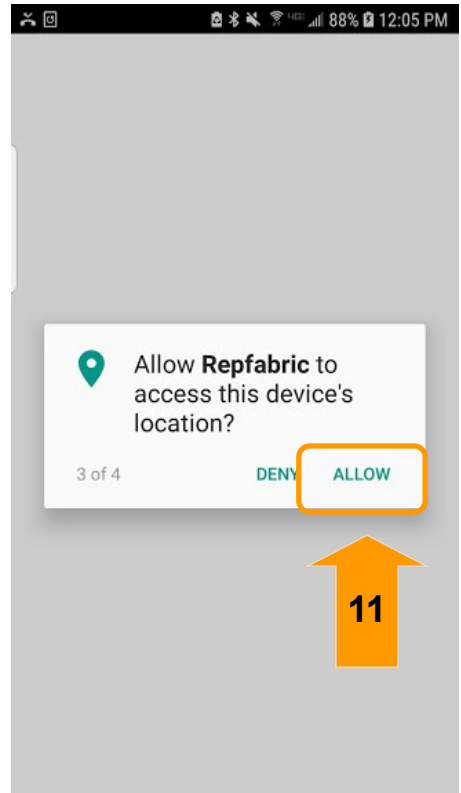 88% 12:05 PM
Allow Repfabric to
access this device's
location?
3 of 4 DENY ALLOW
11